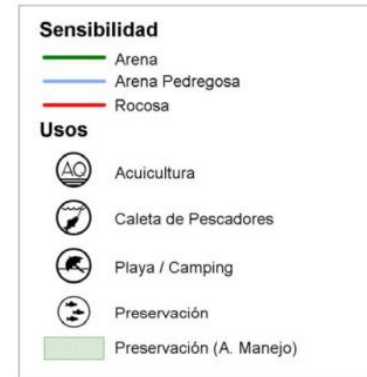 Sensibilidad
Arena
Arena Pedregosa
Rocosa
Usos
AQ
Acuicultura
Caleta de Pescadores
Playa / Camping
Preservación
Preservación (A. Manejo)